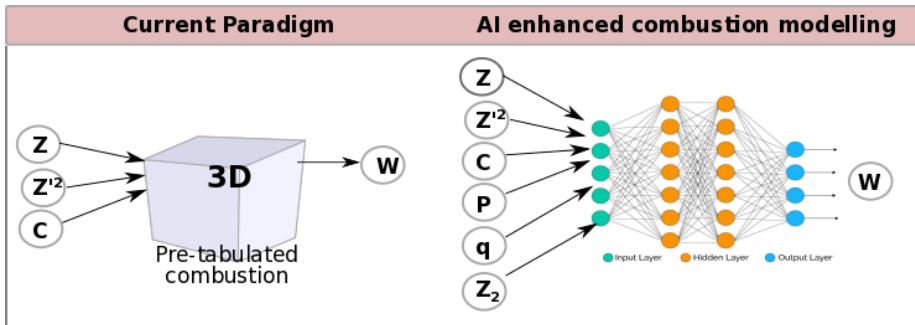 Current Paradigm
AI enhanced combustion modelling
Z
Z'²
C
3D
W
Pre-tabulated
combustion
Z
Z'²
C
P
q
Z₂
W
Input Layer
Hidden Layer
Output Layer